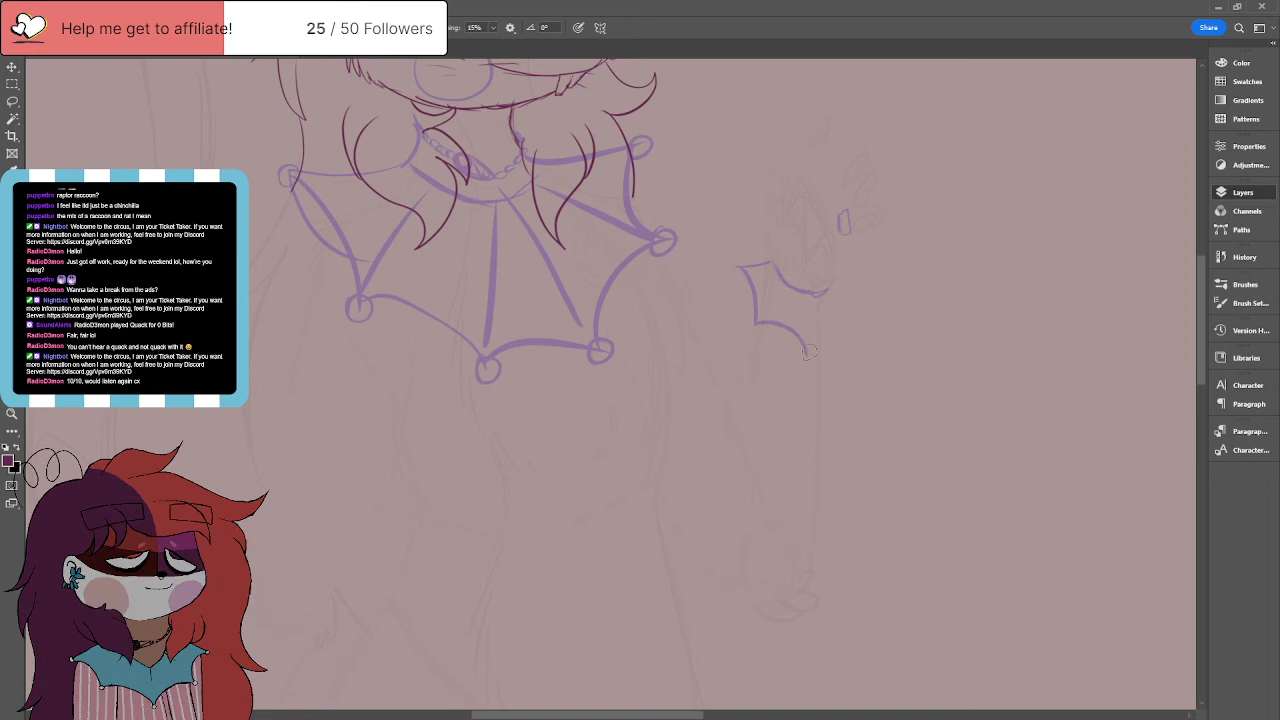 Help me get to affiliate!
25 / 50 Followers
15%
0°
Share
Color
Swatches
Gradients
Patterns
Properties
Adjustme...
Layers
Channels
Paths
History
Brushes
Brush Set...
Version H...
Libraries
Character
Paragraph
Paragrap...
Character...
puppetbo raptor raccoon?
puppetbo I feel like itd just be a chinchilla
puppetbo the mix of a raccoon and rat I mean
Nightbot Welcome to the circus, I am your Ticket Taker. If you want
more information on when I am working, feel free to join my Discord
Server: https://discord.gg/Vpv6m39KYD
RadioD3mon Hallo!
RadioD3mon Just got off work, ready for the weekend lol, how're you
doing?
puppetbo
RadioD3mon Wanna take a break from the ads?
Nightbot Welcome to the circus, I am your Ticket Taker. If you want
more information on when I am working, feel free to join my Discord
Server: https://discord.gg/Vpv6m39KYD
SoundAlerts RadioD3mon played Quack for 0 Bits!
RadioD3mon Fair, fair lol
RadioD3mon You can't hear a quack and not quack with it
Nightbot Welcome to the circus, I am your Ticket Taker. If you want
more information on when I am working, feel free to join my Discord
Server: https://discord.gg/Vpv6m39KYD
RadioD3mon 10/10, would listen again cx